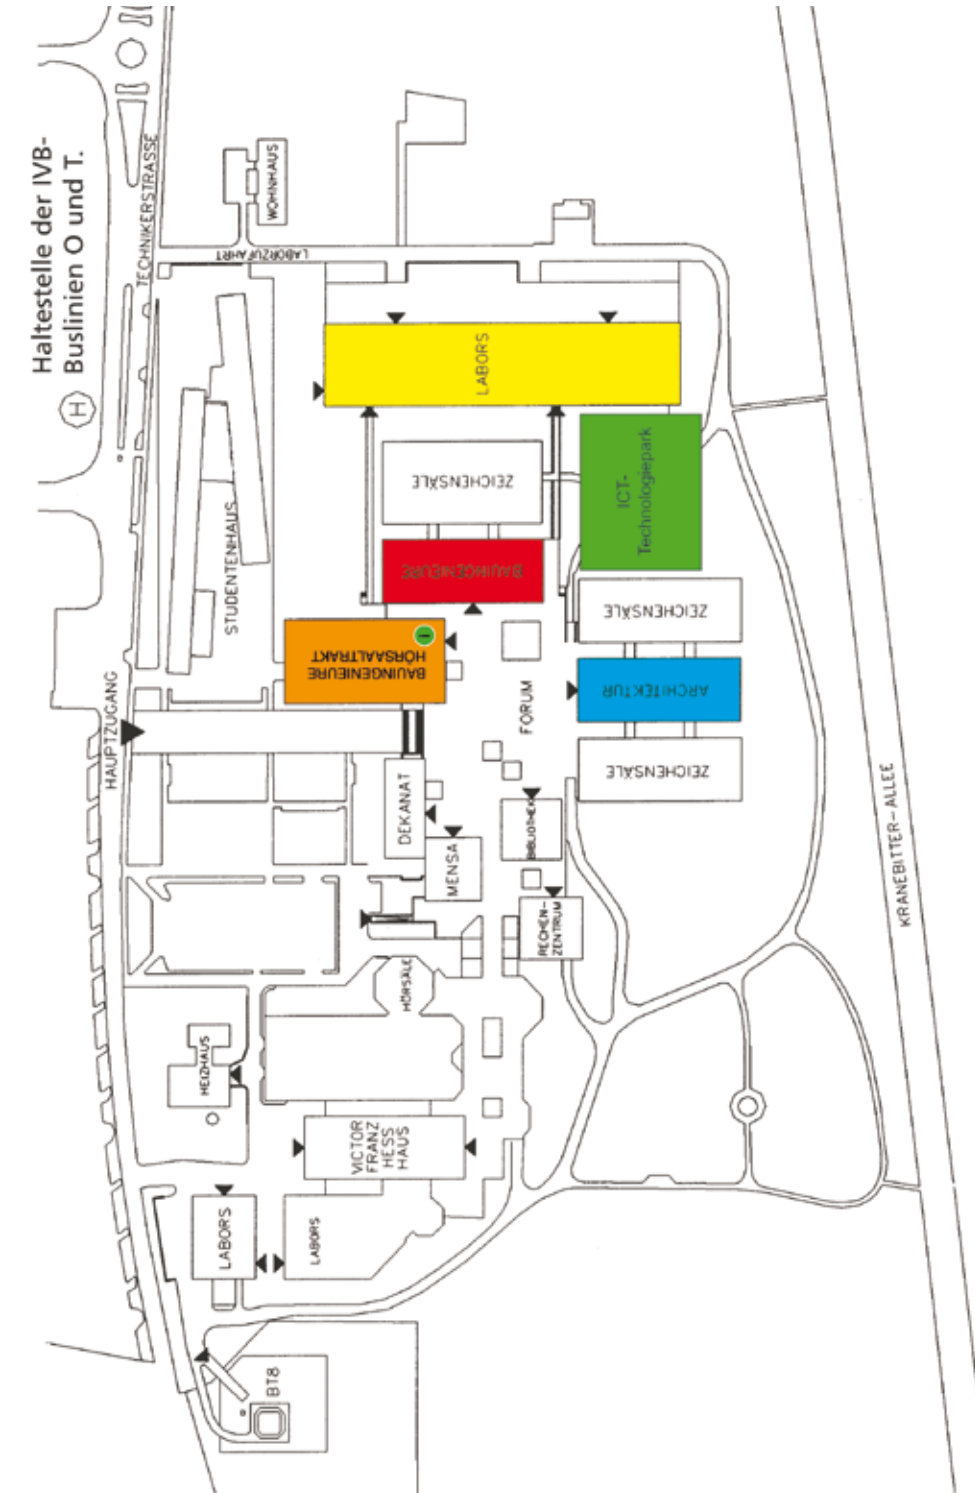 Haltestelle der IVB-
Buslinien O und T.
H
TECHNIKERSTRASSE
WOHNHAUS
LABORZUFAHRT
LABORS
ZEICHENSÄLE
ICT-
Technologiepark
STUDENTENHAUS
BAUINGENIEURE
ZEICHENSÄLE
BAUINGENIEURE
HÖRSAALTRAKT
i
ARCHITEKTUR
FORUM
HAUPTZUGANG
ZEICHENSÄLE
DEKANAT
BIBLIOTHEK
MENSA
KRANEBITTER-ALLEE
RECHEN-
ZENTRUM
HÖRSÄLE
HEIZHAUS
VICTOR
FRANZ
HESS
HAUS
LABORS
LABORS
BT8